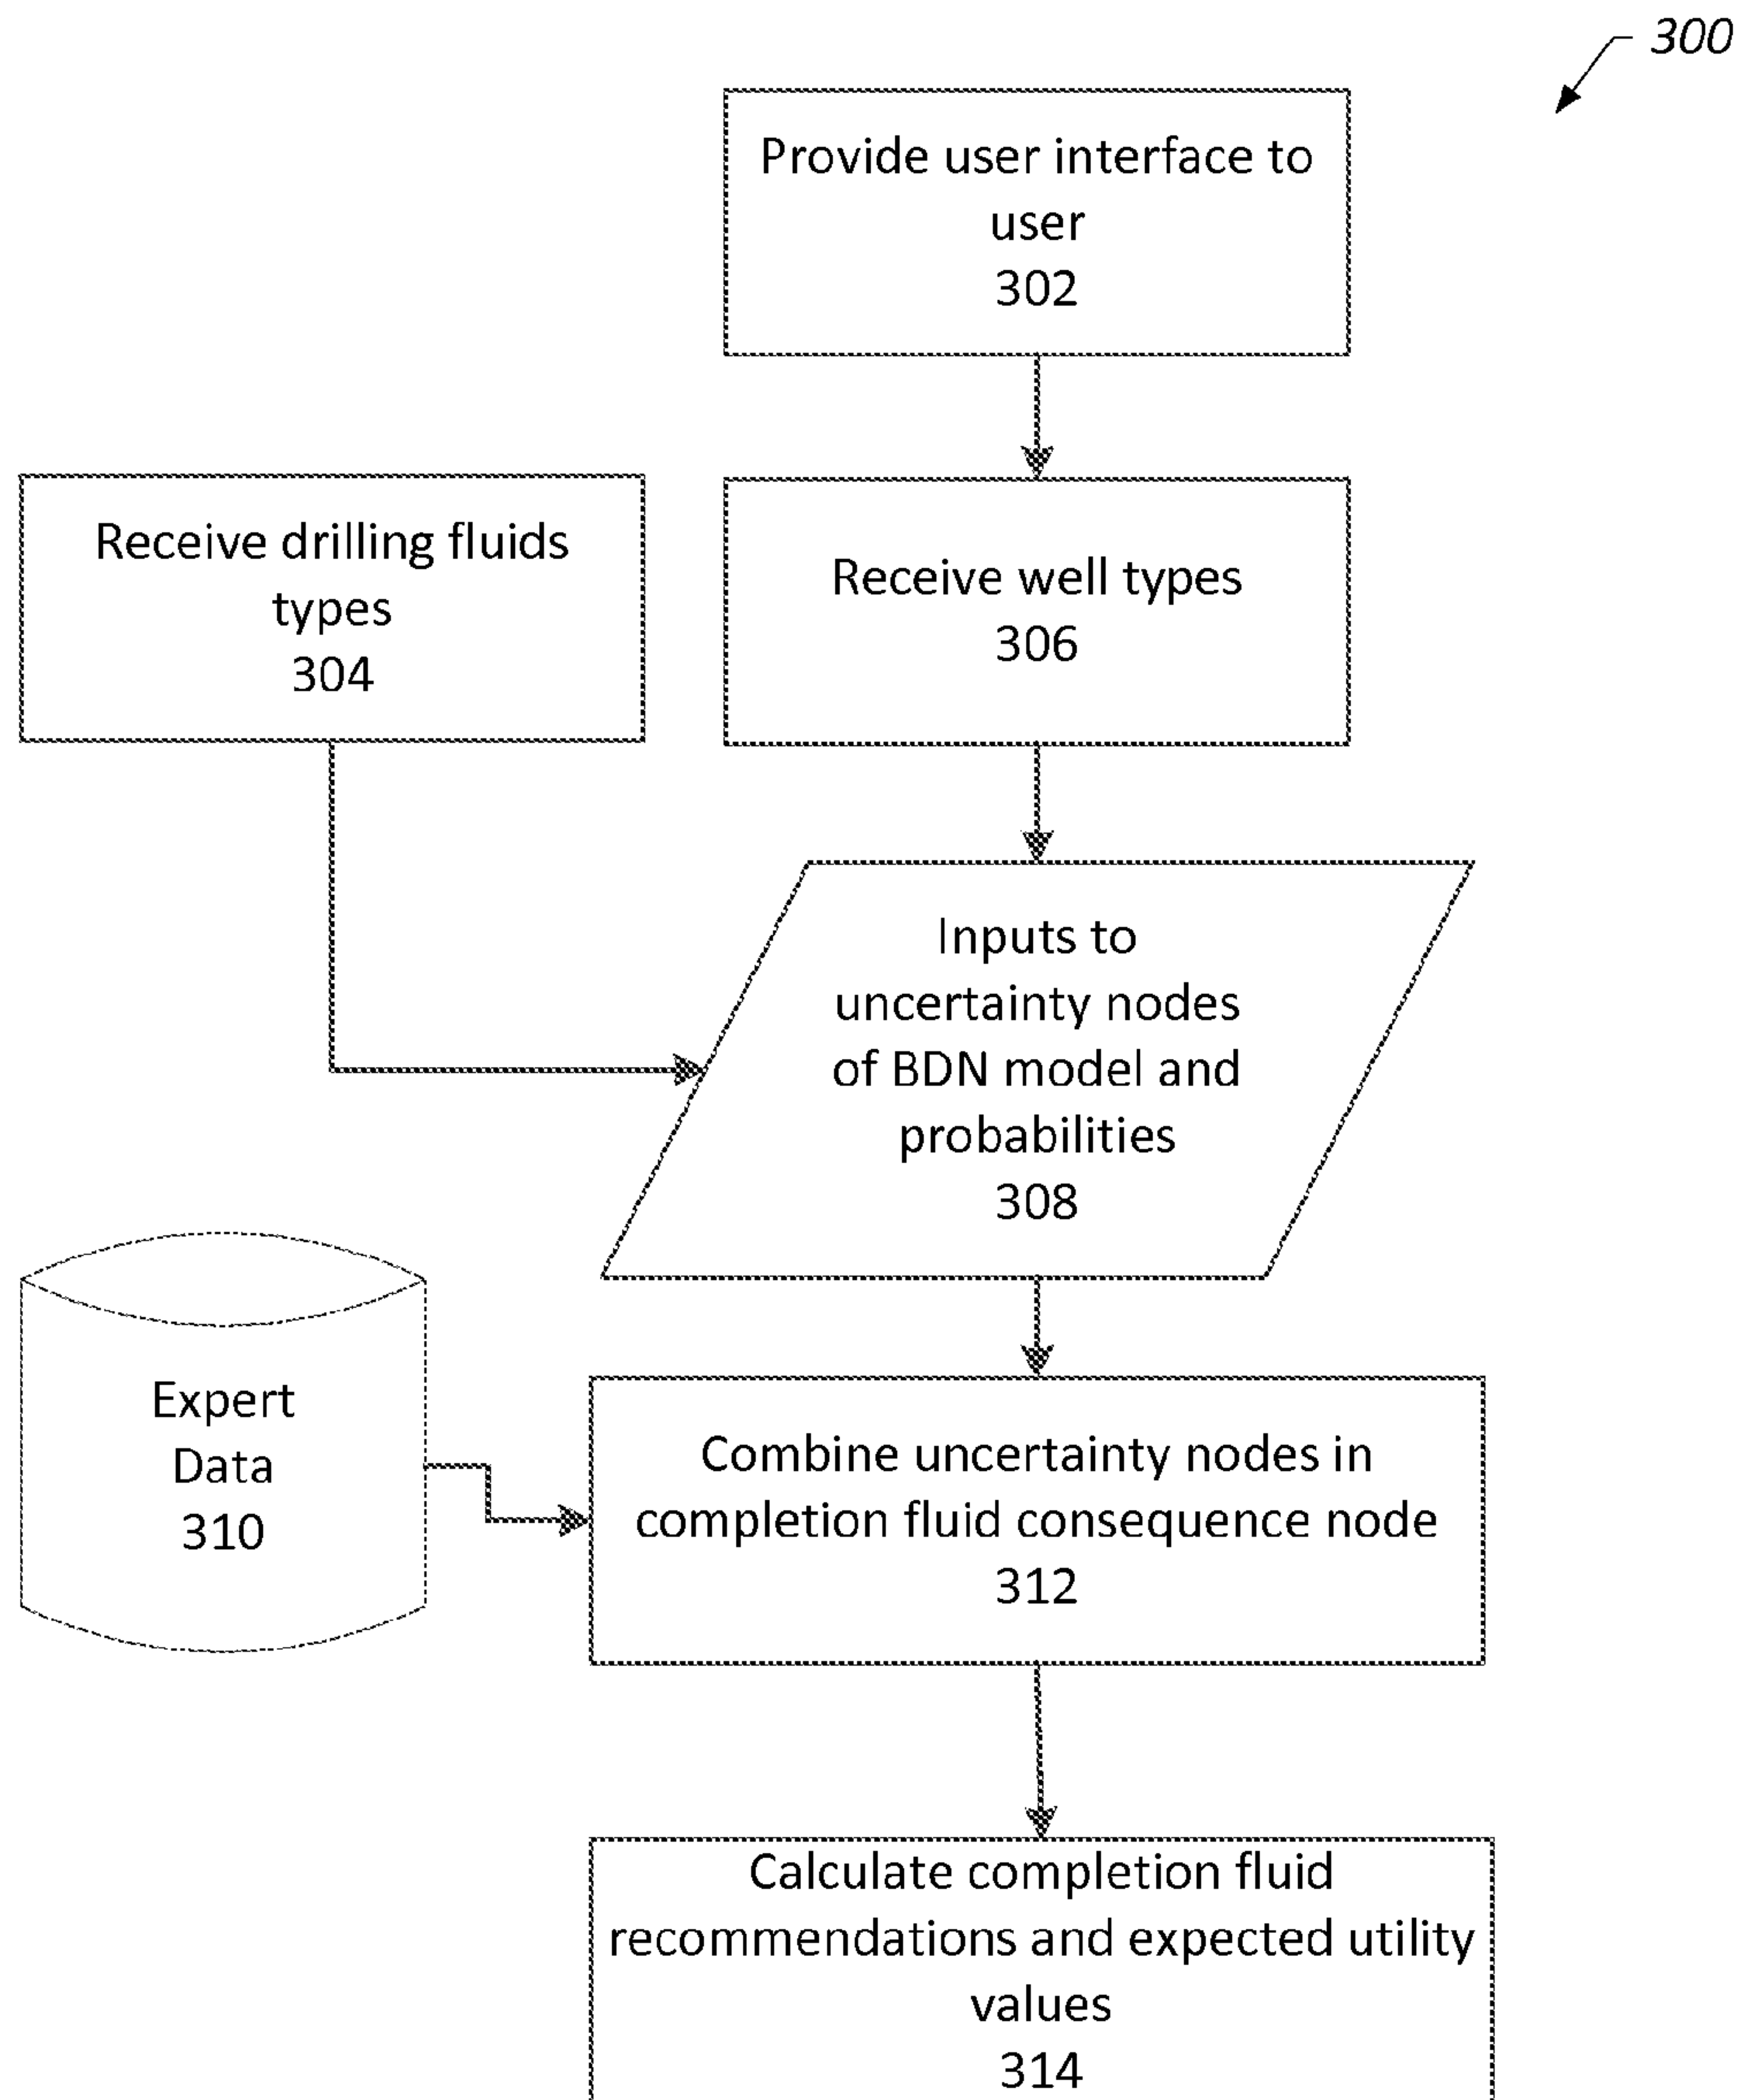 300
Provide user interface to
user
302
Receive drilling fluids
types
304
Receive well types
306
Inputs to
uncertainty nodes
of BDN model and
probabilities
308
Expert
Data
310
Combine uncertainty nodes in
completion fluid consequence node
312
Calculate completion fluid
recommendations and expected utility
values
314